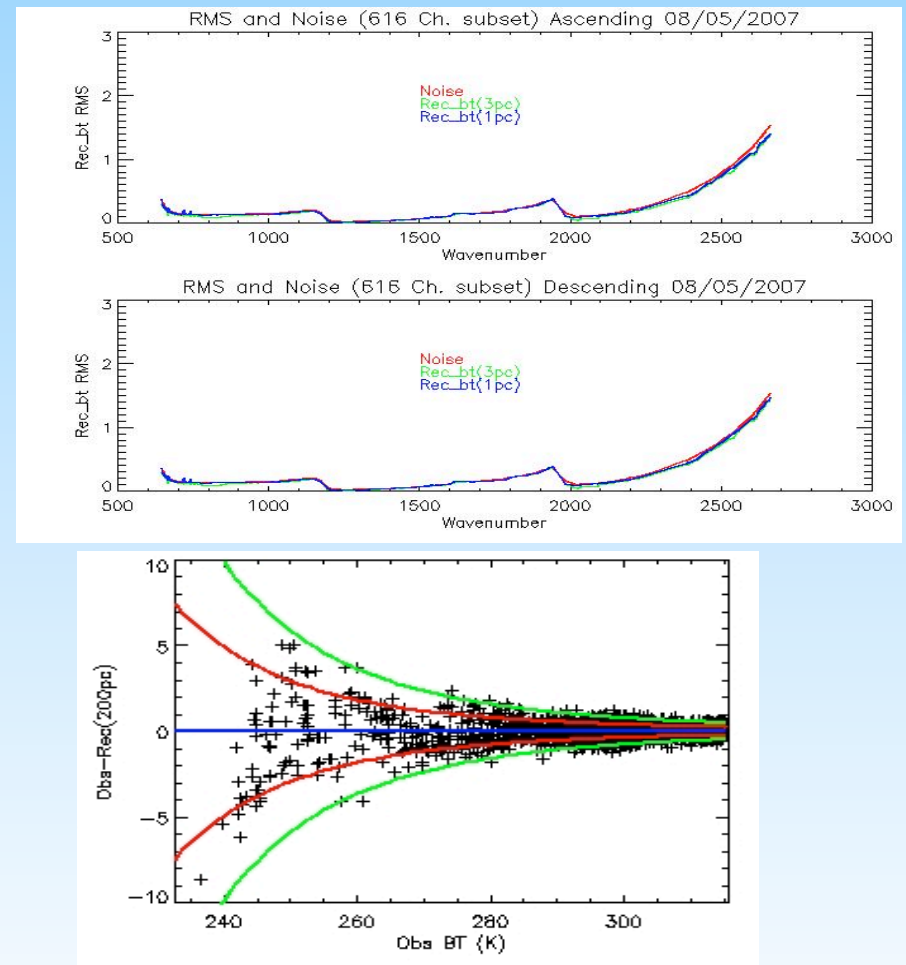 RMS and Noise (616 Ch. subset) Ascending 08/05/2007
3
2
1
0
Rec_bt RMS
Noise
Rec_bt(3pc)
Rec_bt(1pc)
500 1000 1500 2000 2500 3000
Wavenumber
RMS and Noise (616 Ch. subset) Descending 08/05/2007
3
2
1
0
Rec_bt RMS
Noise
Rec_bt(3pc)
Rec_bt(1pc)
500 1000 1500 2000 2500 3000
Wavenumber
10
5
0
-5
-10
Obs-Rec(200pc)
240 260 280 300
Obs BT (K)